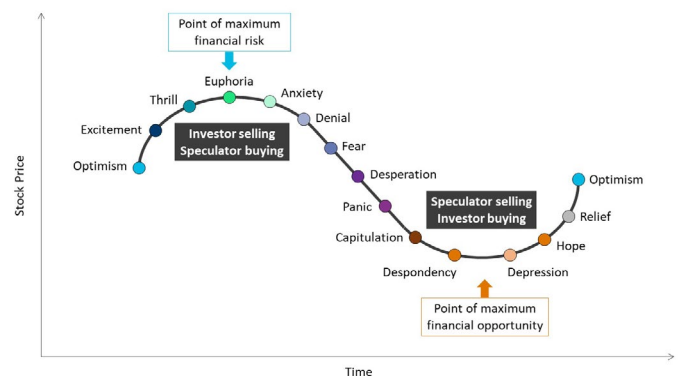 Point of maximum
financial risk
Euphoria
Anxiety
Thrill
Denial
Excitement
Investor selling
Speculator buying
Fear
Optimism
Desperation
Optimism
Stock Price
Panic
Speculator selling
Investor buying
Relief
Capitulation
Hope
Despondency
Depression
Point of maximum
financial opportunity
Time